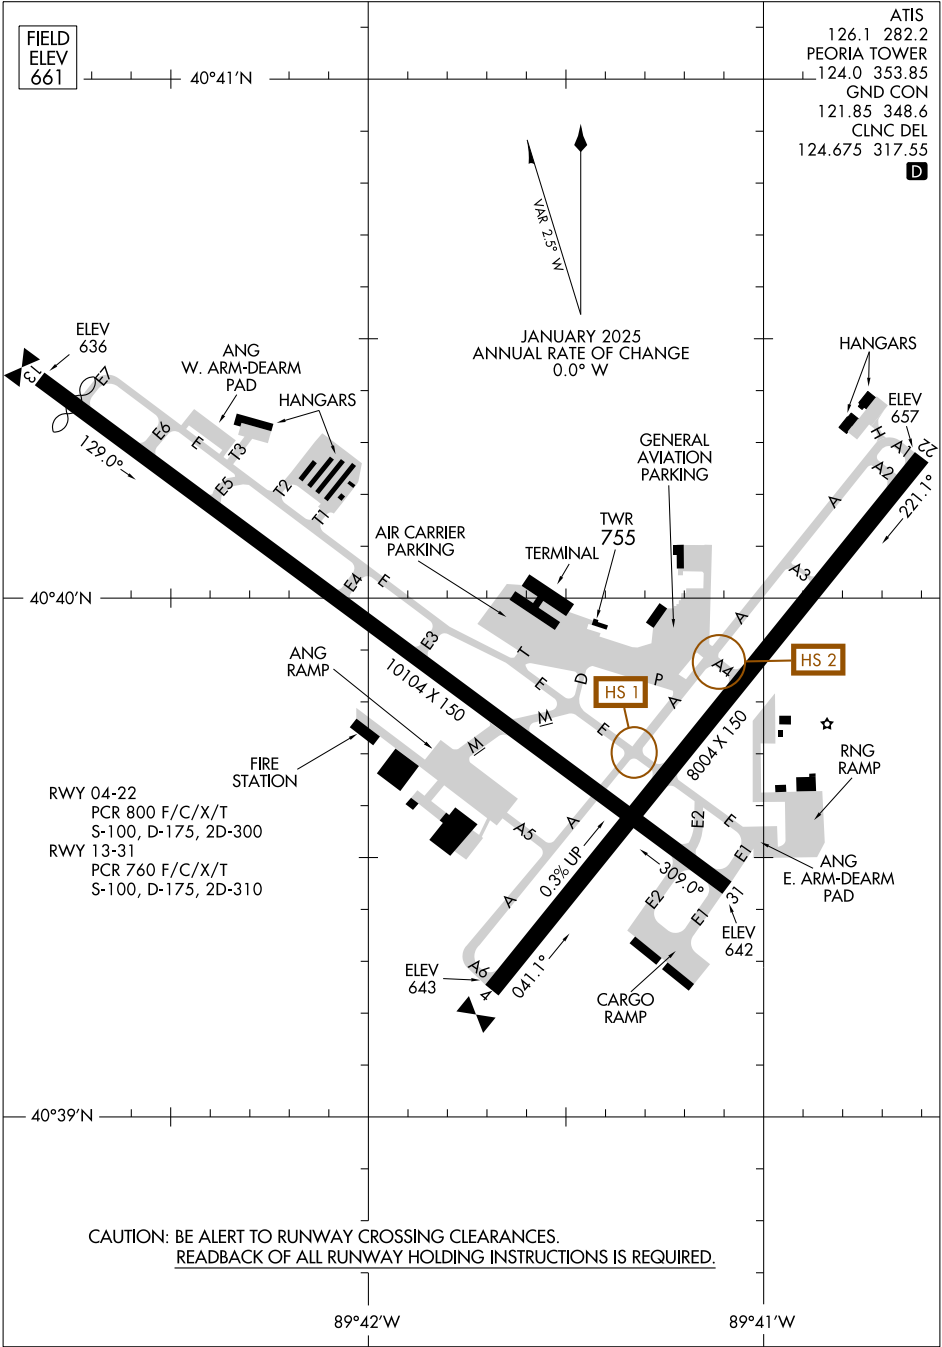 FIELD
ELEV
661
ATIS
126.1 282.2
PEORIA TOWER
124.0 353.85
GND CON
121.85 348.6
CLNC DEL
124.675 317.55
D
40°41'N
VAR 2.5° W
JANUARY 2025
ANNUAL RATE OF CHANGE
0.0° W
ELEV
636
13
E7
ANG
W. ARM-DEARM
PAD
HANGARS
HANGARS
ELEV
657
22
H
A1
A2
221.1°
129.0°
E6
E
T3
E5
T2
T1
GENERAL
AVIATION
PARKING
A
AIR CARRIER
PARKING
TERMINAL
TWR
755
A3
40°40'N
E4
E
A
E3
T
A4
HS 2
ANG
RAMP
10104 X 150
E
D
P
HS 1
A
M
M
E
8004 X 150
FIRE
STATION
RNG
RAMP
RWY 04-22
PCR 800 F/C/X/T
S-100, D-175, 2D-300
RWY 13-31
PCR 760 F/C/X/T
S-100, D-175, 2D-310
A5
A
E2
E
0.3% UP
309.0°
E1
ANG
E. ARM-DEARM
PAD
A
E2
E1
31
ELEV
642
ELEV
643
A6
4
041.1°
CARGO
RAMP
40°39'N
CAUTION: BE ALERT TO RUNWAY CROSSING CLEARANCES.
READBACK OF ALL RUNWAY HOLDING INSTRUCTIONS IS REQUIRED.
89°42'W
89°41'W